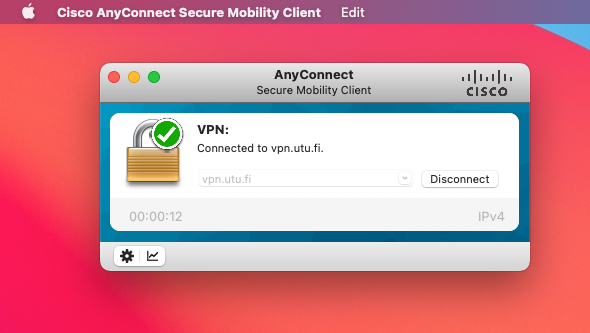 Cisco AnyConnect Secure Mobility Client Edit
AnyConnect
Secure Mobility Client
CISCO
VPN:
Connected to vpn.utu.fi.
vpn.utu.fi
Disconnect
00:00:12
IPv4